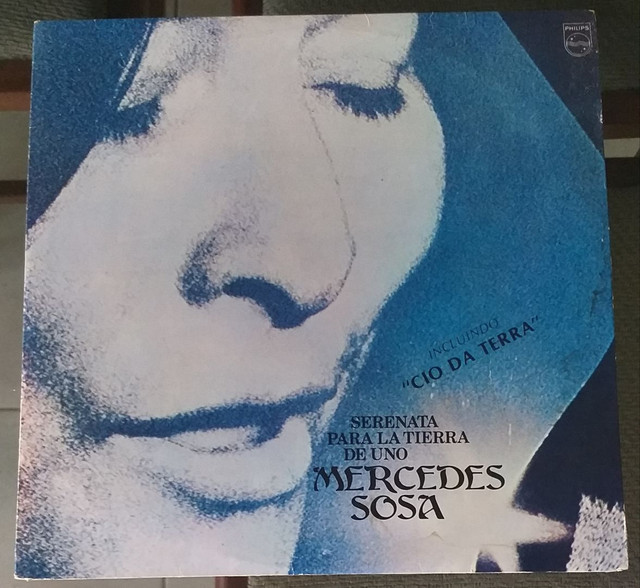 PHILIPS
INCLUINDO
"CIO DA TERRA"
SERENATA
PARA LA TIERRA
DE UNO
MERCEDES
SOSA